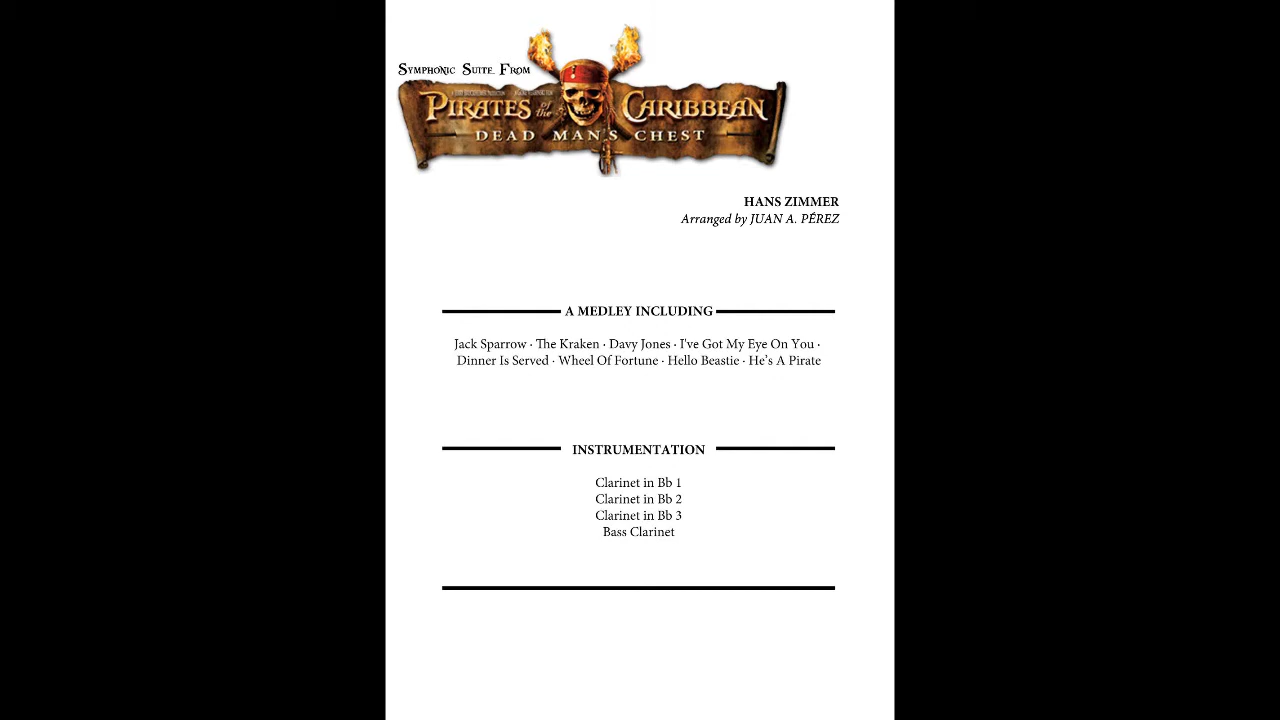 Symphonic Suite From
PIRATES of the CARIBBEAN
DEAD MAN'S CHEST
HANS ZIMMER
Arranged by JUAN A. PÉREZ
A MEDLEY INCLUDING
Jack Sparrow · The Kraken · Davy Jones · I've Got My Eye On You ·
Dinner Is Served · Wheel Of Fortune · Hello Beastie · He's A Pirate
INSTRUMENTATION
Clarinet in Bb 1
Clarinet in Bb 2
Clarinet in Bb 3
Bass Clarinet